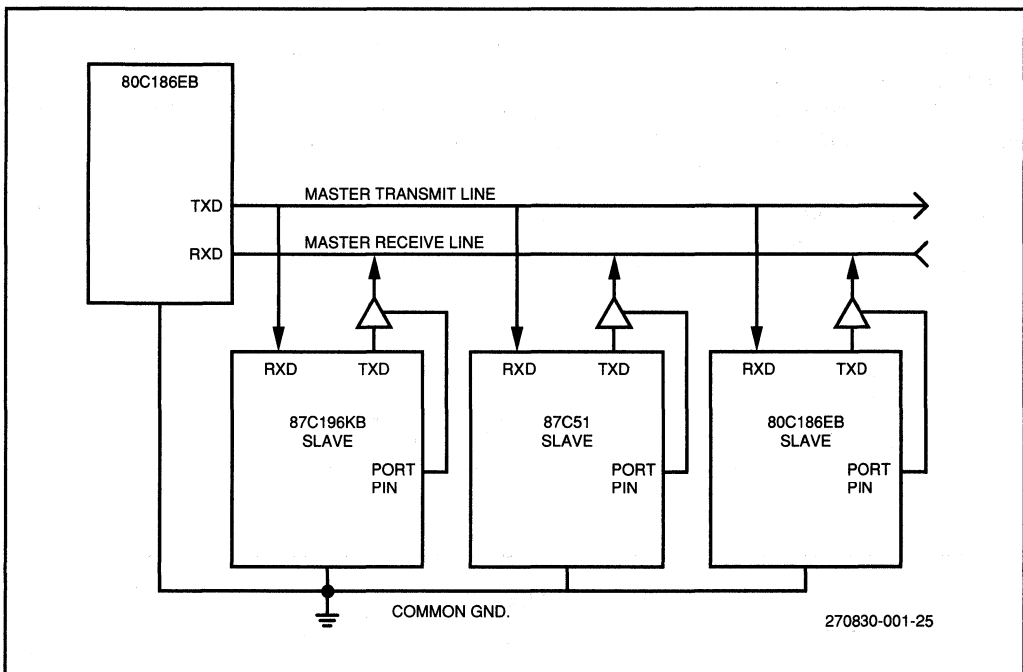 80C186EB
TXD
MASTER TRANSMIT LINE
RXD
MASTER RECEIVE LINE
RXD
TXD
87C196KB
SLAVE
PORT
PIN
RXD
TXD
87C51
SLAVE
PORT
PIN
RXD
TXD
80C186EB
SLAVE
PORT
PIN
COMMON GND.
270830-001-25